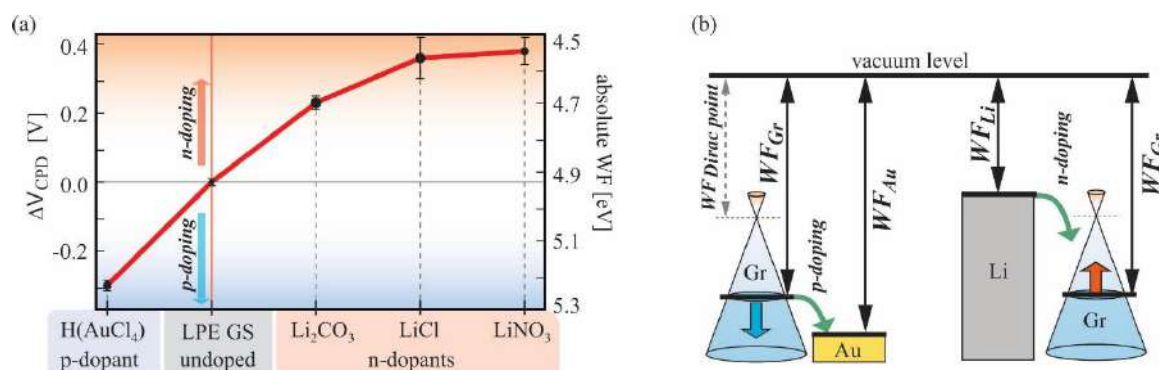 (a)
0.4
0.2
0.0
-0.2
ΔV_CPD [V]
n-doping
p-doping
4.5
4.7
4.9
5.1
5.3
absolute WF [eV]
H(AuCl₄)
p-dopant
LPE GS
undoped
Li₂CO₃
LiCl
LiNO₃
n-dopants
(b)
vacuum level
WF_Dirac point
WF_Gr
WF_Au
p-doping
Gr
Au
WF_Li
n-doping
WF_Gr
Li
Gr